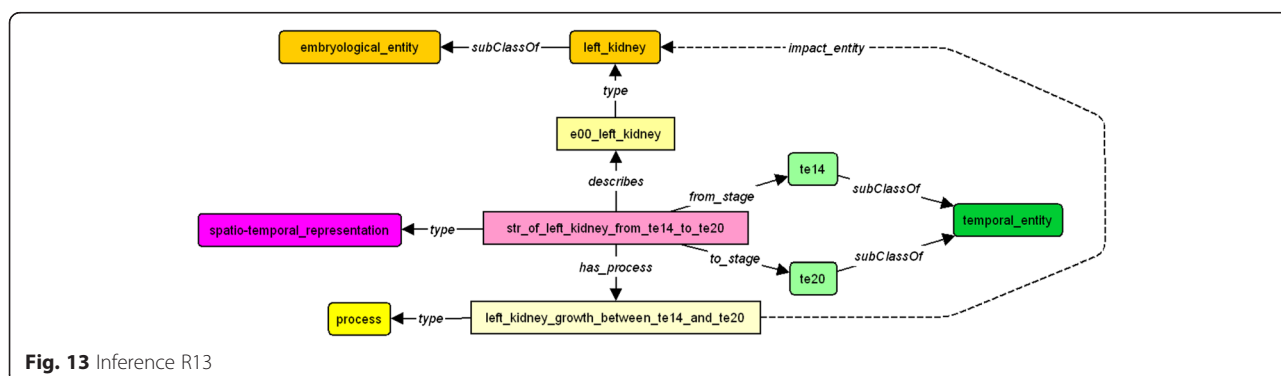 embryological_entity
subClassOf
left_kidney
impact_entity
type
e00_left_kidney
te14
describes
from_stage
subClassOf
spatio-temporal_representation
type
str_of_left_kidney_from_te14_to_te20
temporal_entity
has_process
to_stage
subClassOf
te20
process
type
left_kidney_growth_between_te14_and_te20
Fig. 13 Inference R13